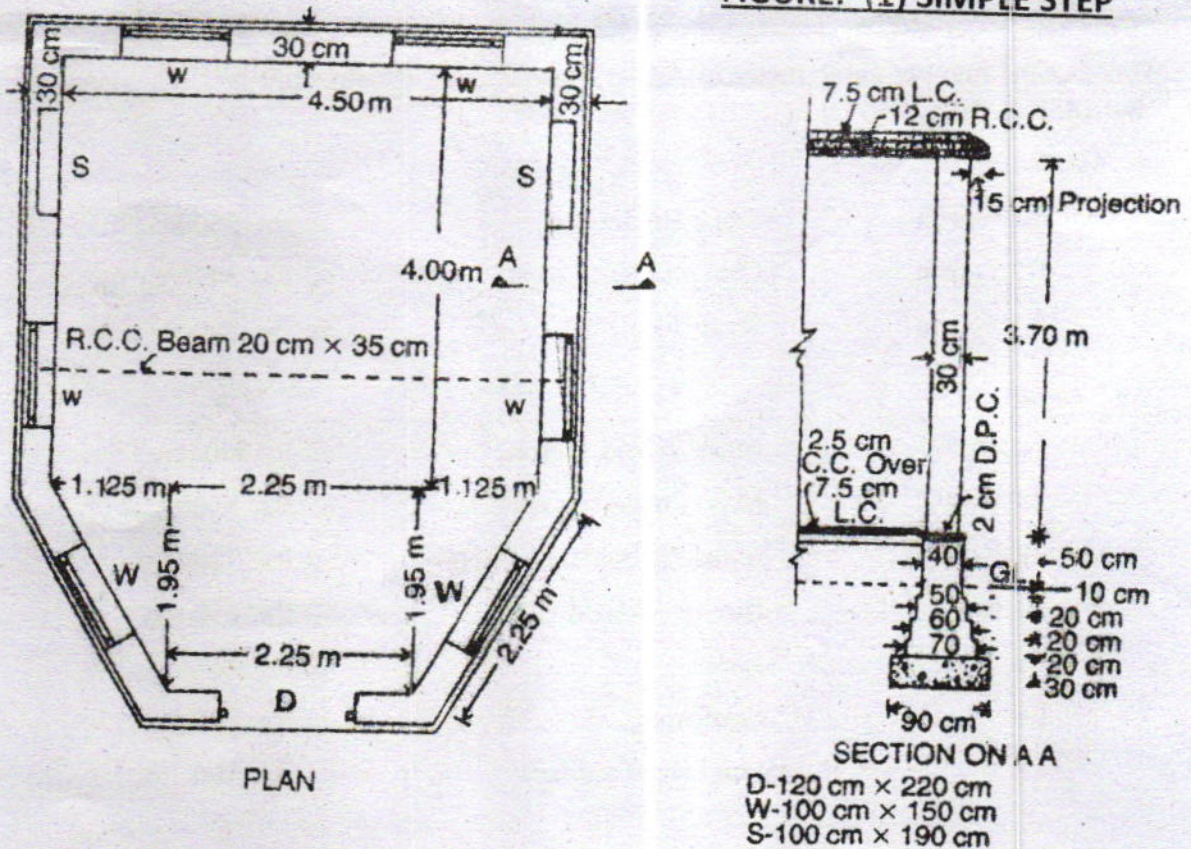 FIGURE: (1) SIMPLE STEP
30 cm
30 cm
30 cm
W
W
4.50 m
S
S
4.00m
A
A
R.C.C. Beam 20 cm × 35 cm
W
W
1.125 m
2.25 m
1.125 m
W
1.95 m
1.95 m
W
2.25 m
2.25 m
D
PLAN
7.5 cm L.C.
12 cm R.C.C.
15 cm Projection
3.70 m
30 cm
2 cm D.P.C.
2.5 cm
C.C. Over
7.5 cm
L.C.
40
50 cm
50
10 cm
60
20 cm
70
20 cm
20 cm
30 cm
90 cm
SECTION ON A A
D-120 cm × 220 cm
W-100 cm × 150 cm
S-100 cm × 190 cm